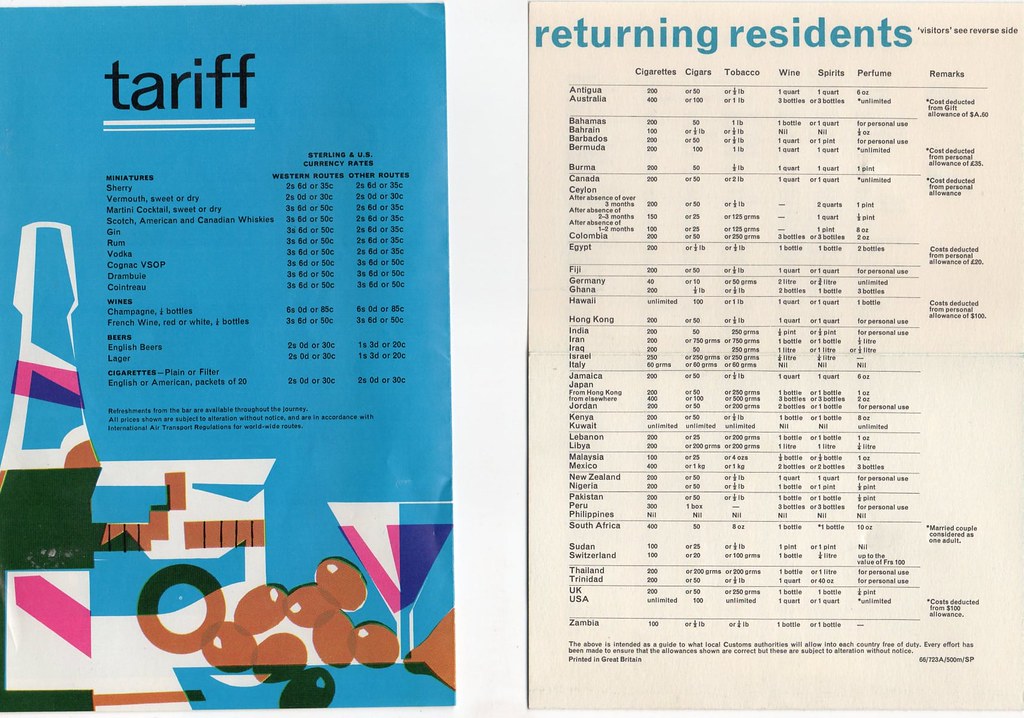 tariff
STERLING & U.S.
CURRENCY RATES
MINIATURES WESTERN ROUTES OTHER ROUTES
Sherry 2s 6d or 35c 2s 6d or 35c
Vermouth, sweet or dry 2s 0d or 30c 2s 0d or 30c
Martini Cocktail, sweet or dry 3s 6d or 50c 2s 6d or 35c
Scotch, American and Canadian Whiskies 3s 6d or 50c 2s 6d or 35c
Gin 3s 6d or 50c 2s 6d or 35c
Rum 3s 6d or 50c 2s 6d or 35c
Vodka 3s 6d or 50c 2s 6d or 35c
Cognac VSOP 3s 6d or 50c 3s 6d or 50c
Drambuie 3s 6d or 50c 3s 6d or 50c
Cointreau 3s 6d or 50c 3s 6d or 50c
WINES
Champagne, ¼ bottles 6s 0d or 85c 6s 0d or 85c
French Wine, red or white, ¼ bottles 3s 6d or 50c 3s 6d or 50c
BEERS
English Beers 2s 0d or 30c 1s 3d or 20c
Lager 2s 0d or 30c 1s 3d or 20c
CIGARETTES—Plain or Filter
English or American, packets of 20 2s 0d or 30c 2s 0d or 30c
Refreshments from the bar are available throughout the journey.
All prices shown are subject to alteration without notice, and are in accordance with
International Air Transport Regulations for world-wide routes.
returning residents 'visitors' see reverse side
Cigarettes Cigars Tobacco Wine Spirits Perfume Remarks
Antigua 200 or 50 or ½ lb 1 quart 1 quart 6 oz
Australia 400 or 100 or 1 lb 3 bottles or 3 bottles *unlimited *Cost deducted
from Gift
allowance of $A.60
Bahamas 200 50 1 lb 1 bottle or 1 quart for personal use
Bahrain 100 or ¼ lb or ½ lb Nil Nil ½ oz
Barbados 200 or 50 or ½ lb 1 quart or 1 pint for personal use
Bermuda 200 100 1 lb 1 quart 1 quart *unlimited *Cost deducted
from personal
allowance of £35.
Burma 200 50 ½ lb 1 quart 1 quart 1 pint
Canada 200 or 50 or 2 lb 1 quart or 1 quart *unlimited *Cost deducted
from personal
allowance
Ceylon
After absence of over
3 months 200 or 50 or ½ lb — 2 quarts 1 pint
After absence of
2–3 months 150 or 25 or 125 grms — 1 quart ½ pint
After absence of
1–2 months 100 or 25 or 125 grms — 1 pint 8 oz
Colombia 200 or 50 or 250 grms 3 bottles or 3 bottles 2 oz
Egypt 200 or ½ lb or ½ lb 1 bottle 1 bottle 2 bottles Costs deducted
from personal
allowance of £20.
Fiji 200 or 50 or ½ lb 1 quart or 1 quart for personal use
Germany 40 or 10 or 50 grms 2 litre or litre unlimited
Ghana 200 ½ lb or ½ lb 2 bottles 1 bottle 3 bottles
Hawaii unlimited 100 or 1 lb 1 quart or 1 quart 1 bottle Costs deducted
from personal
allowance of $100.
Hong Kong 200 or 50 or ½ lb 1 quart or 1 quart for personal use
India 200 50 250 grms ½ pint or ½ pint for personal use
Iran 200 or 750 grms or 750 grms 1 bottle or 1 bottle ½ litre
Iraq 200 50 250 grms 1 litre or 1 litre or ½ litre
Israel 250 or 250 grms or 250 grms litre litre —
Italy 60 grms or 60 grms or 60 grms Nil Nil Nil
Jamaica 200 or 50 or ½ lb 1 quart 1 quart 6 oz
Japan
From Hong Kong 200 or 50 or 250 grms 1 bottle or 1 bottle 1 oz
from elsewhere 400 or 100 or 500 grms 3 bottles or 3 bottles 2 oz
Jordan 200 or 50 or 200 grms 2 bottles or 1 bottle for personal use
Kenya 200 or 50 or ½ lb 1 bottle or 1 bottle 8 oz
Kuwait unlimited unlimited unlimited Nil Nil unlimited
Lebanon 200 or 25 or 200 grms 1 bottle or 1 bottle 1 oz
Libya 200 or 200 grms or 200 grms 1 litre 1 litre litre
Malaysia 100 or 25 or 4 ozs ½ bottle or ½ bottle 1 oz
Mexico 400 or 1 kg or 1 kg 2 bottles or 2 bottles 3 bottles
New Zealand 200 or 50 or ½ lb 1 quart 1 quart for personal use
Nigeria 200 or 50 or ½ lb 1 bottle or 1 pint ½ pint
Pakistan 200 or 50 or ½ lb 1 bottle or 1 bottle ½ pint
Peru 300 1 box — 3 bottles or 3 bottles for personal use
Philippines Nil Nil Nil Nil Nil Nil
South Africa 400 50 8 oz 1 bottle *1 bottle 10 oz *Married couple
considered as
one adult.
Sudan 100 or 25 or ½ lb 1 pint or 1 pint Nil
Switzerland 100 or 20 or 100 grms 1 bottle litre up to the
value of Frs 100
Thailand 200 or 200 grms or 200 grms 1 bottle or 1 litre for personal use
Trinidad 200 or 50 or ½ lb 1 quart or 40 oz for personal use
UK 200 or 50 or 250 grms 1 bottle 1 bottle pint
USA unlimited 100 unlimited 1 quart or 1 quart *unlimited *Costs deducted
from $100
allowance.
Zambia 100 or ½ lb or lb 1 bottle or 1 bottle —
The above is intended as a guide to what local Customs authorities will allow into each country free of duty. Every effort has
been made to ensure that the allowances shown are correct but these are subject to alteration without notice.
Printed in Great Britain 66/723A/500m/SP